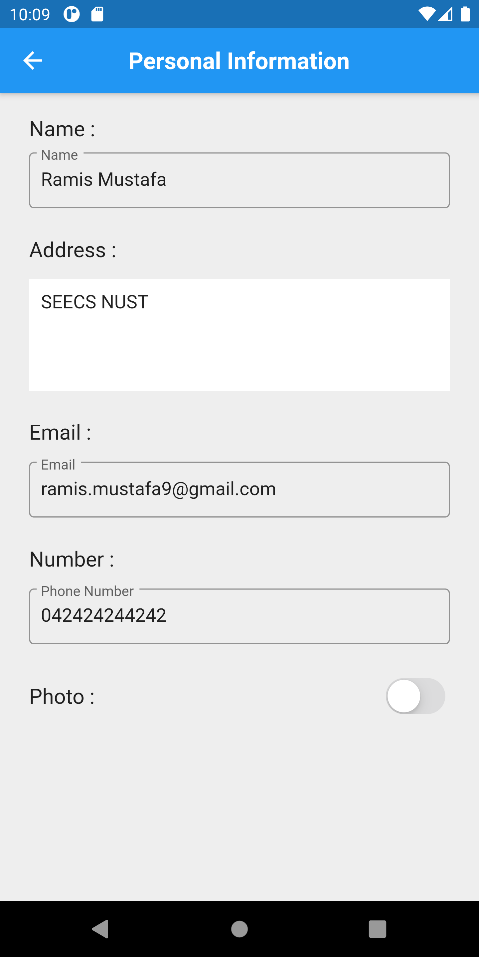 10:09
Personal Information
Name :
Name
Ramis Mustafa
Address :
SEECS NUST
Email :
Email
ramis.mustafa9@gmail.com
Number :
Phone Number
042424244242
Photo :